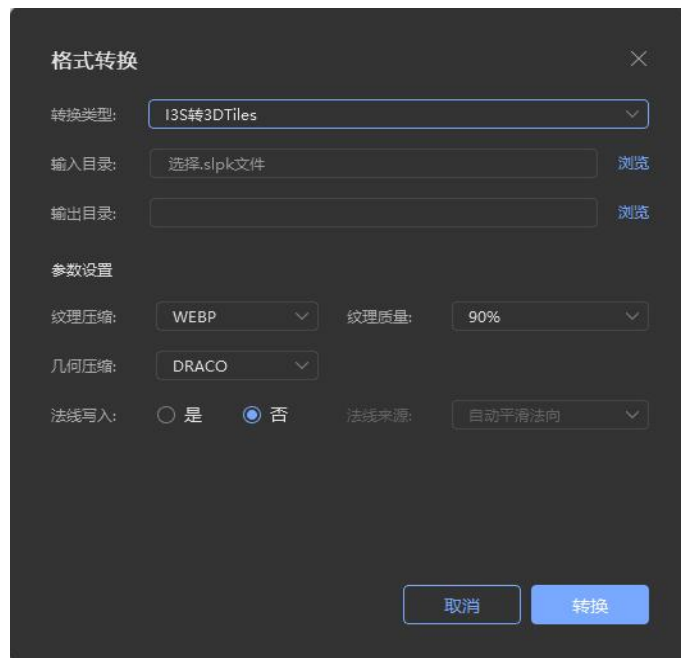 格式转换
转换类型: I3S转3DTiles
输入目录: 选择.slpk文件 浏览
输出目录: 浏览
参数设置
纹理压缩: WEBP 纹理质量: 90%
几何压缩: DRACO
法线写入: 是 否 法线来源: 自动平滑法向
取消 转换